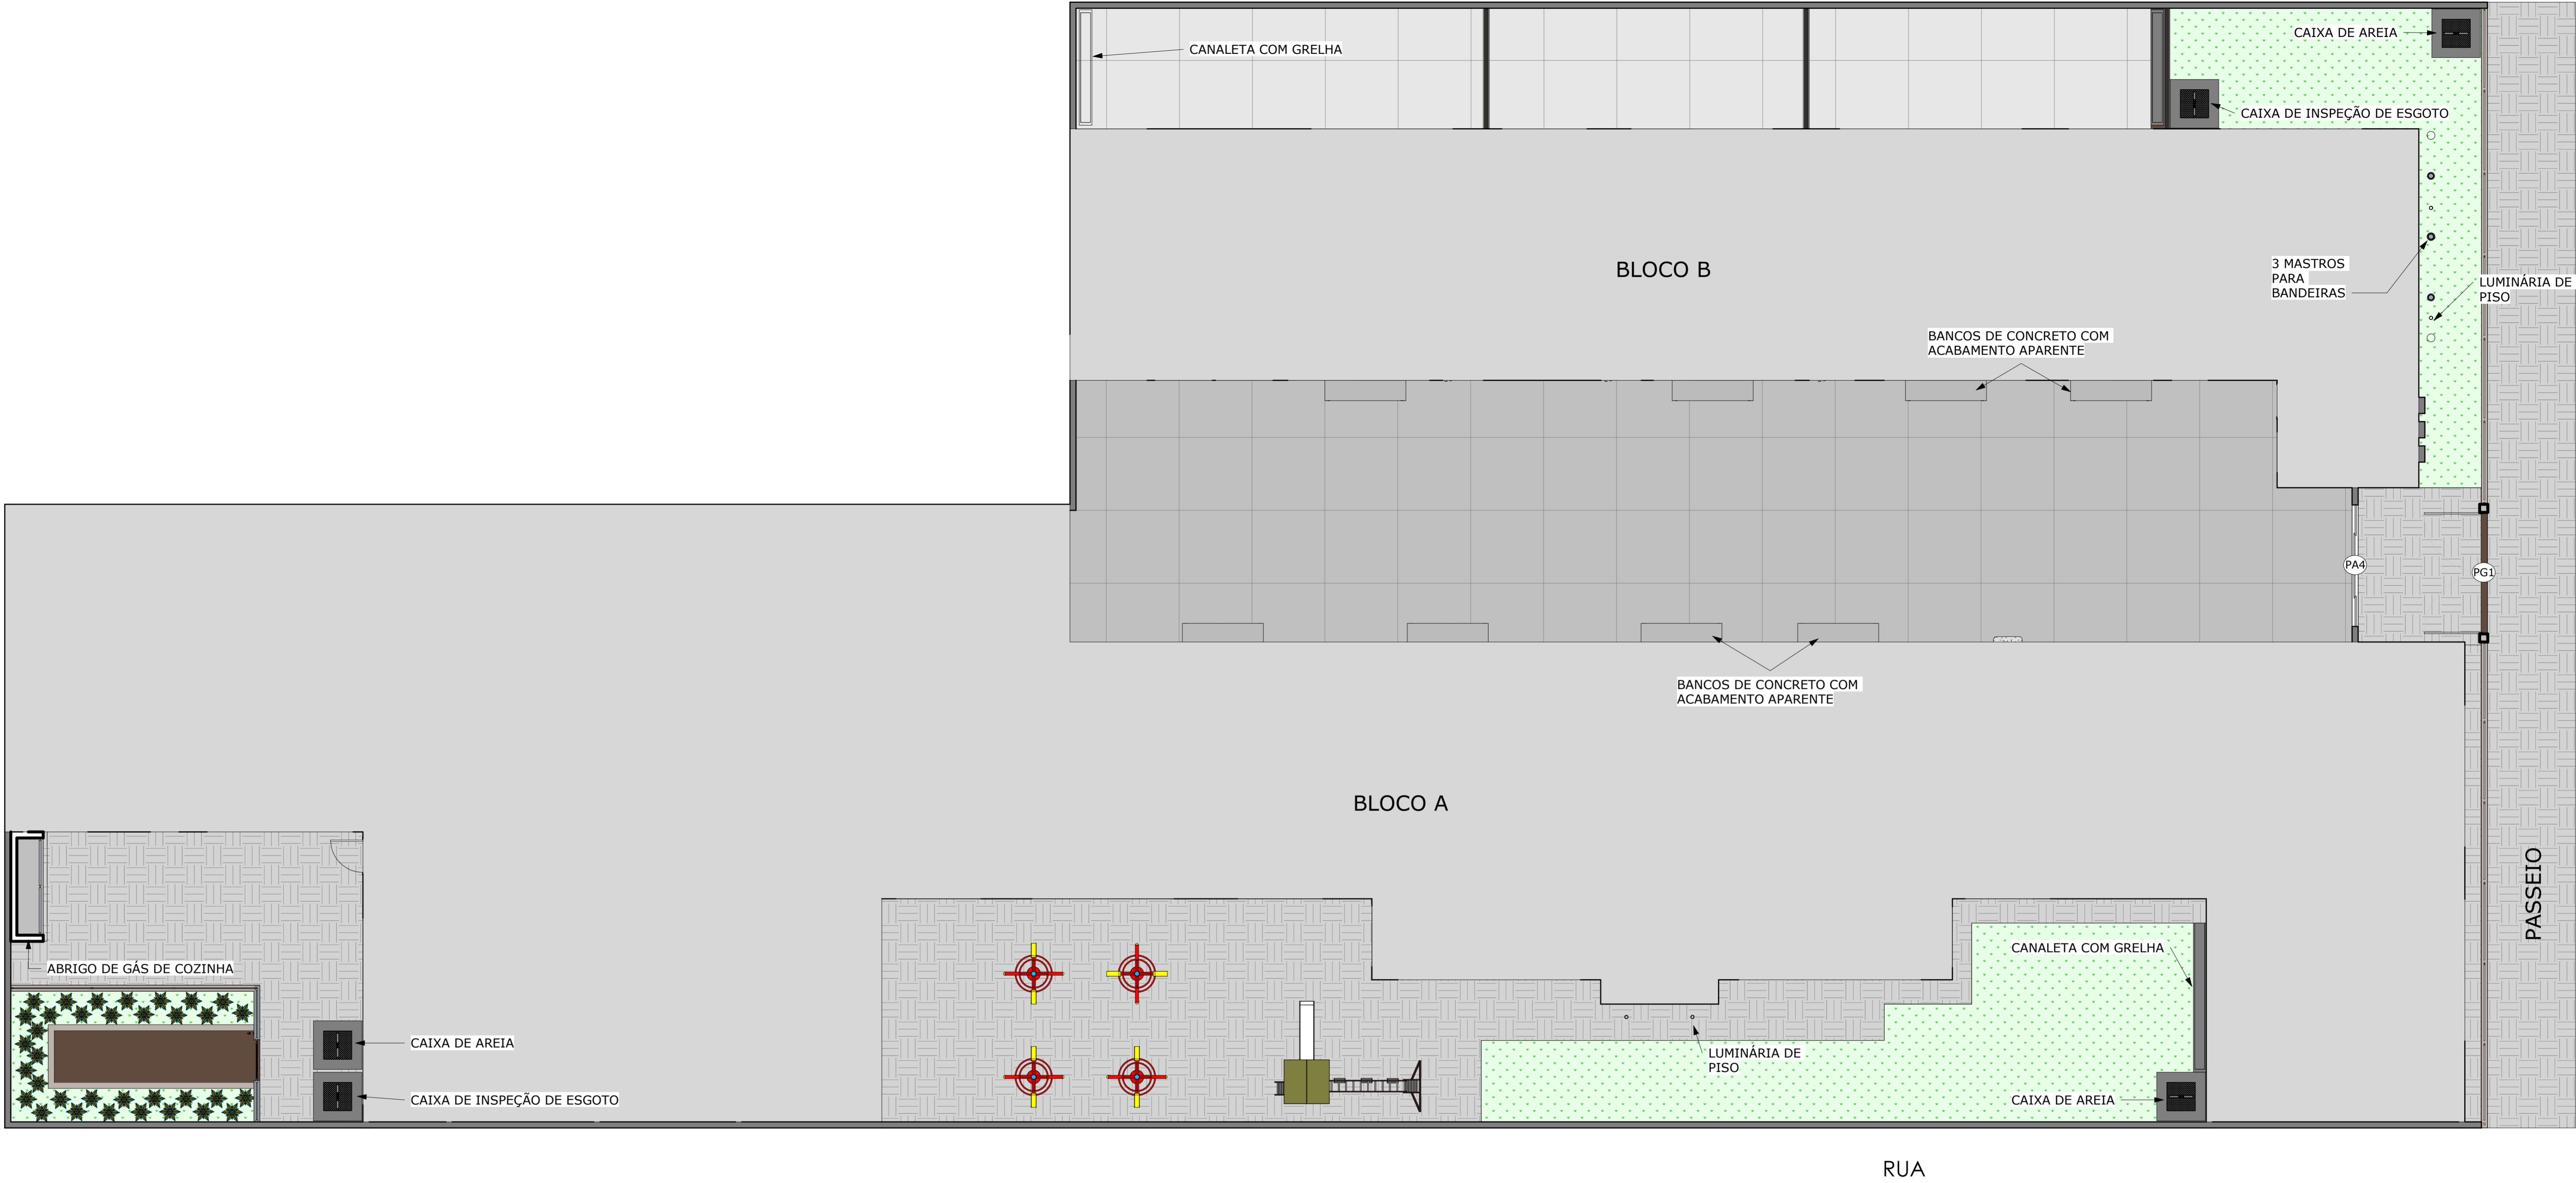 CANALETA COM GRELHA
CAIXA DE AREIA
CAIXA DE INSPEÇÃO DE ESGOTO
BLOCO B
3 MASTROS
PARA
BANDEIRAS
LUMINÁRIA DE
PISO
BANCOS DE CONCRETO COM
ACABAMENTO APARENTE
PA4
PG1
BANCOS DE CONCRETO COM
ACABAMENTO APARENTE
BLOCO A
PASSEIO
ABRIGO DE GÁS DE COZINHA
CANALETA COM GRELHA
CAIXA DE AREIA
LUMINÁRIA DE
PISO
CAIXA DE INSPEÇÃO DE ESGOTO
CAIXA DE AREIA
RUA